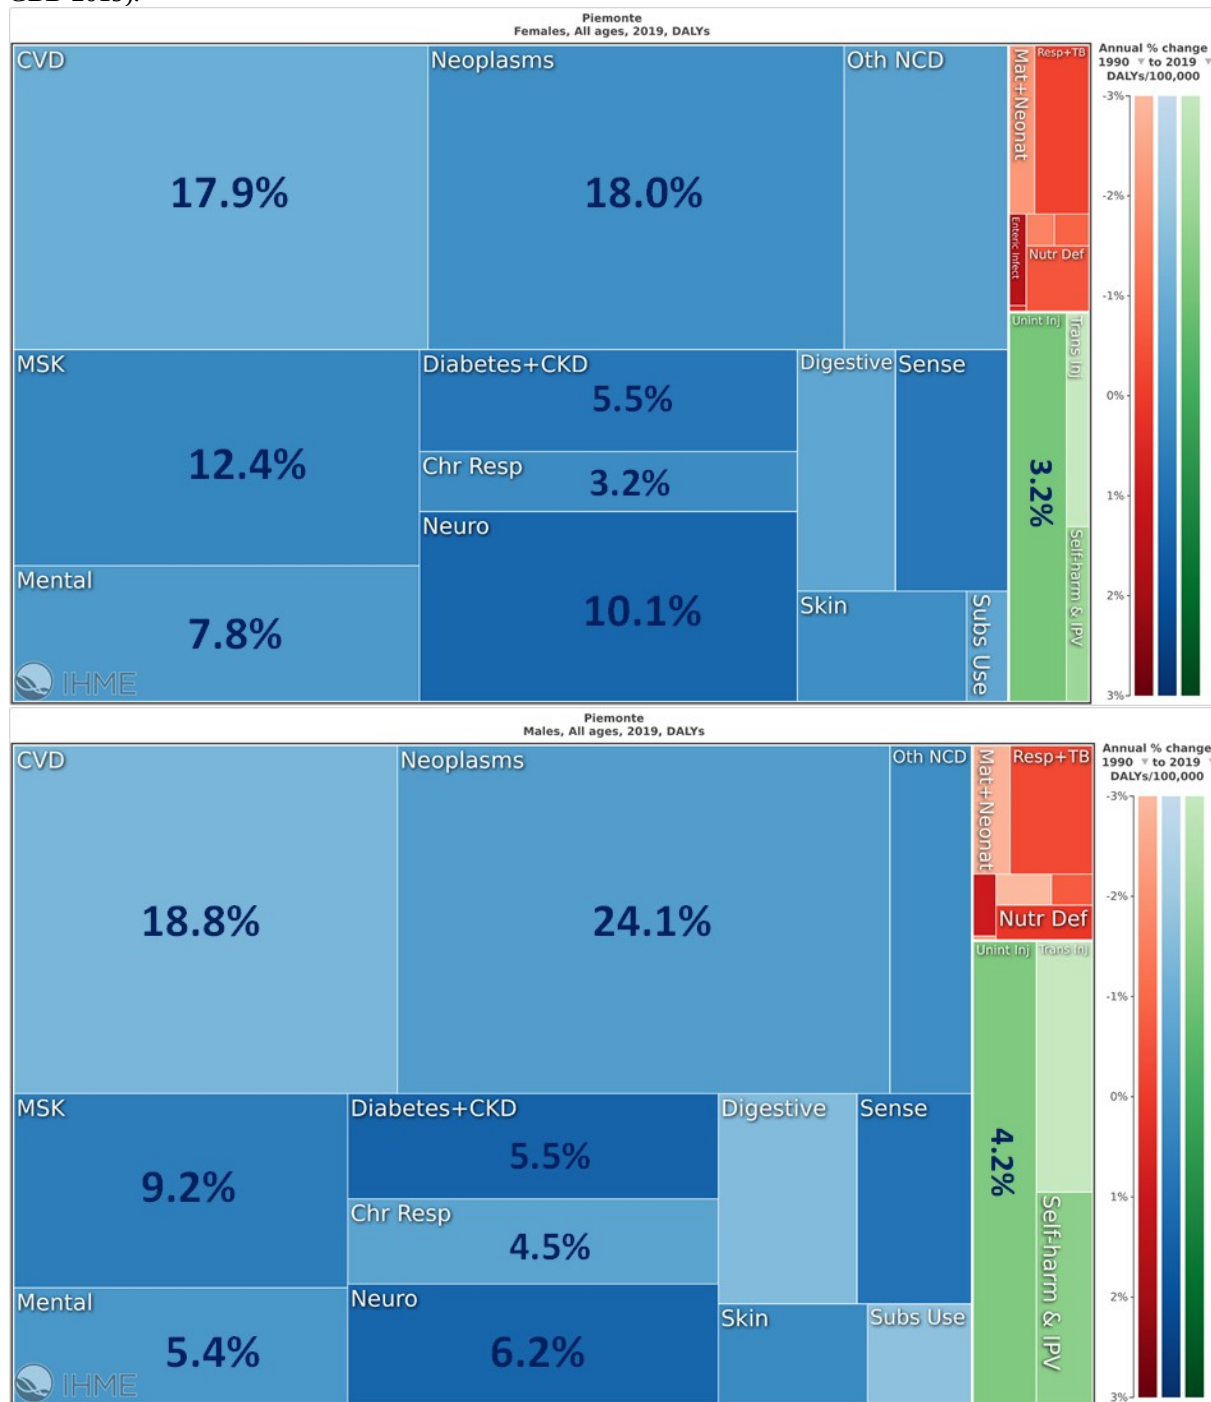 Piemonte
Females, All ages, 2019, DALYs
CVD
17.9%
Neoplasms
18.0%
Oth NCD
Mat+Neonat
Resp+TB
Enteric Infect
Nutr Def
MSK
12.4%
Diabetes+CKD
5.5%
Chr Resp
3.2%
Neuro
10.1%
Digestive
Sense
Mental
7.8%
Skin
Subs Use
Unint Inj
3.2%
Trans Inj
Self-harm & IPV
IHME
Annual % change
1990 ▼ to 2019 ▼
DALYs/100,000
-3%
-2%
-1%
0%
1%
2%
3%
Piemonte
Males, All ages, 2019, DALYs
CVD
18.8%
Neoplasms
24.1%
Oth NCD
Mat+Neonat
Resp+TB
Nutr Def
MSK
9.2%
Diabetes+CKD
5.5%
Chr Resp
4.5%
Neuro
6.2%
Digestive
Sense
Mental
5.4%
Skin
Subs Use
Unint Inj
4.2%
Trans Inj
Self-harm & IPV
IHME
Annual % change
1990 ▼ to 2019 ▼
DALYs/100,000
-3%
-2%
-1%
0%
1%
2%
3%